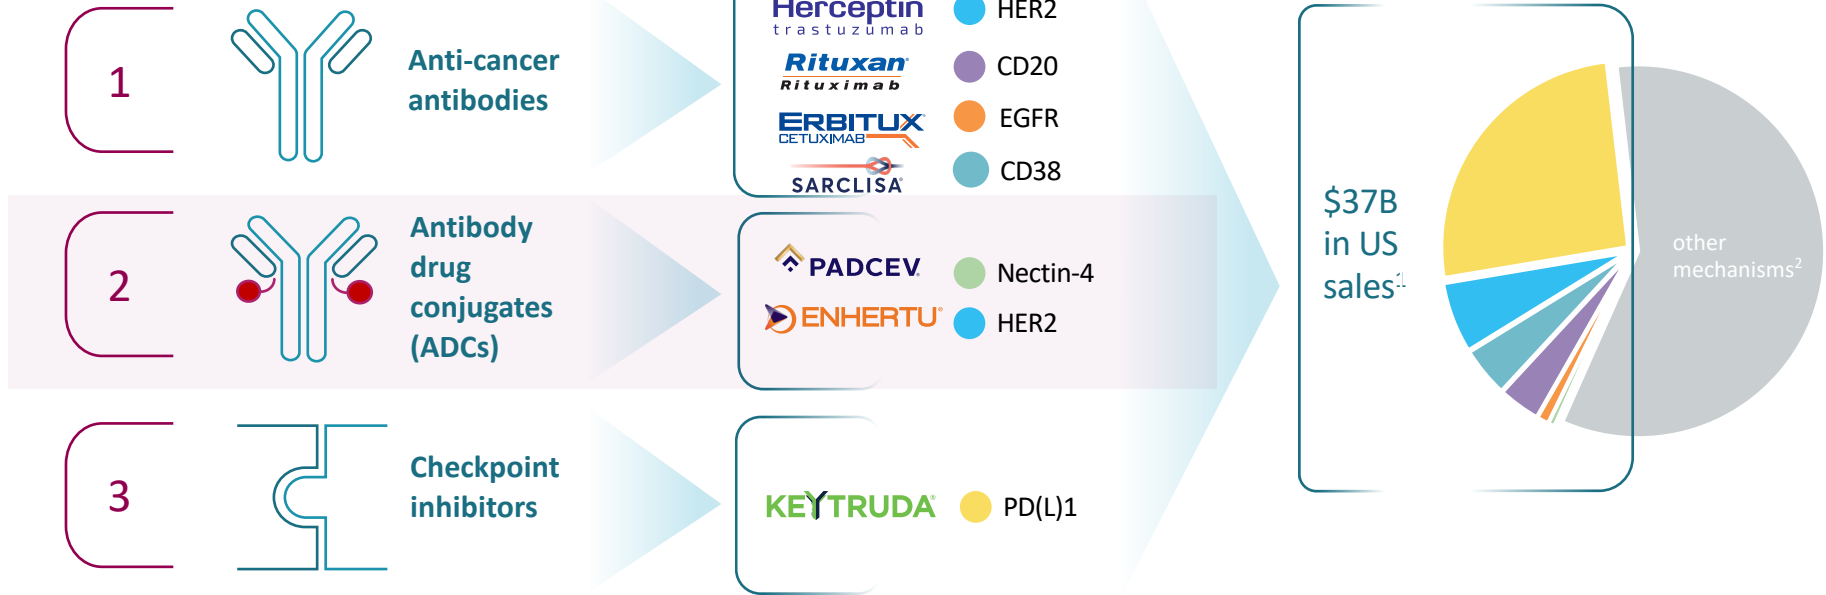 1
Anti-cancer
antibodies
Herceptin
trastuzumab
HER2
Rituxan
Rituximab
CD20
ERBITUX®
CETUXIMAB
EGFR
SARCLISA®
CD38
2
Antibody
drug
conjugates
(ADCs)
PADCEV
Nectin-4
ENHERTU®
HER2
3
Checkpoint
inhibitors
KEYTRUDA®
PD(L)1
$37B
in US
sales1
other
mechanisms2